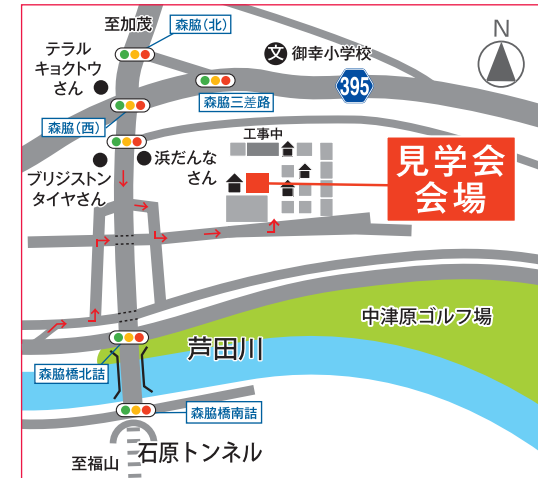 至加茂
森脇(北)
N
テラル
キョクトウ
さん
文
御幸小学校
395
森脇三差路
森脇(西)
工事中
浜だんな
さん
ブリジストン
タイヤさん
見学会
会場
中津原ゴルフ場
芦田川
森脇橋北詰
森脇橋南詰
石原トンネル
至福山